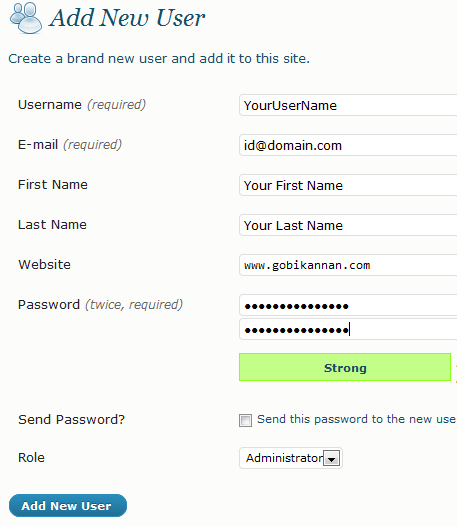 Add New User
Create a brand new user and add it to this site.
Username (required) YourUserName
E-mail (required) id@domain.com
First Name Your First Name
Last Name Your Last Name
Website www.gobikannan.com
Password (twice, required) ●●●●●●●●●●●●●●●
●●●●●●●●●●●●●●●
Strong
Send Password? Send this password to the new use
Role Administrator
Add New User